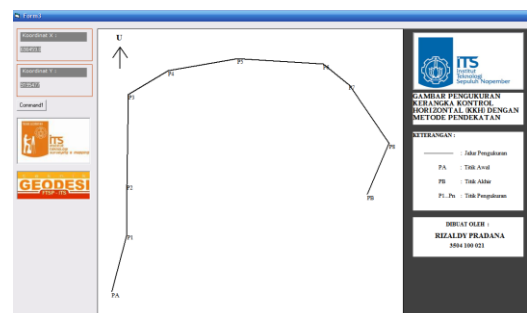 form3
Koordinat X :
Koordinat Y :
Command1
iTS
GEODESI
FTSP - ITS
U
P5
P6
P4
P7
P3
P8
P2
PB
P1
PA
iTS
Institut
Teknologi
Sepuluh Nopember
GAMBAR PENGUKURAN
KERANGKA KONTROL
HORIZONTAL (KKH) DENGAN
METODE PENDEKATAN
KETERANGAN :
: Jalur Pengukuran
PA : Titik Awal
PB : Titik Akhir
P1...Pn : Titik Pengukuran
DIBUAT OLEH :
RIZALDY PRADANA
3504 100 021